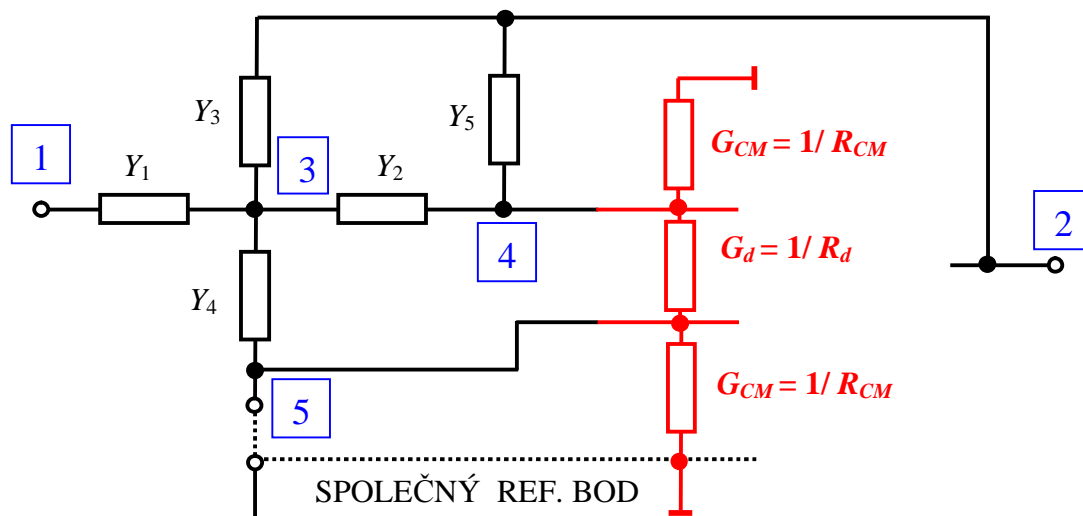 Y3
Y5
GCM = 1/ RCM
1
Y1
3
Y2
2
4
Gd = 1/ Rd
Y4
GCM = 1/ RCM
5
SPOLEČNÝ REF. BOD